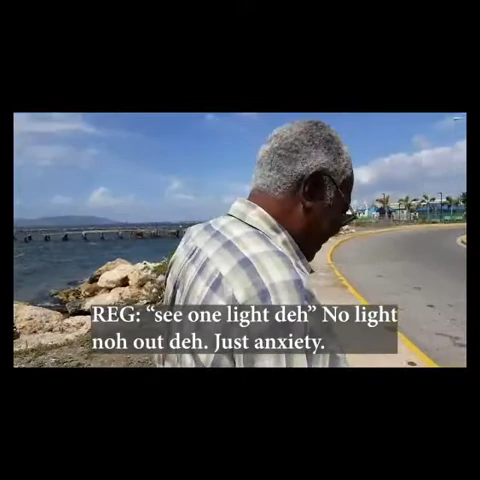 REG: “see one light deh” No light
noh out deh. Just anxiety.